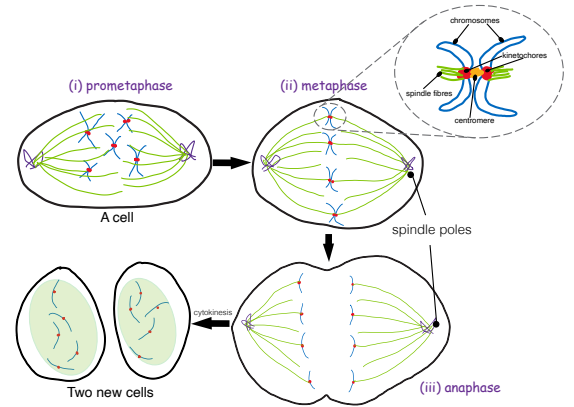 chromosomes
(i) prometaphase
(ii) metaphase
kinetochores
spindle fibres
centromere
A cell
spindle poles
cytokinesis
Two new cells
(iii) anaphase